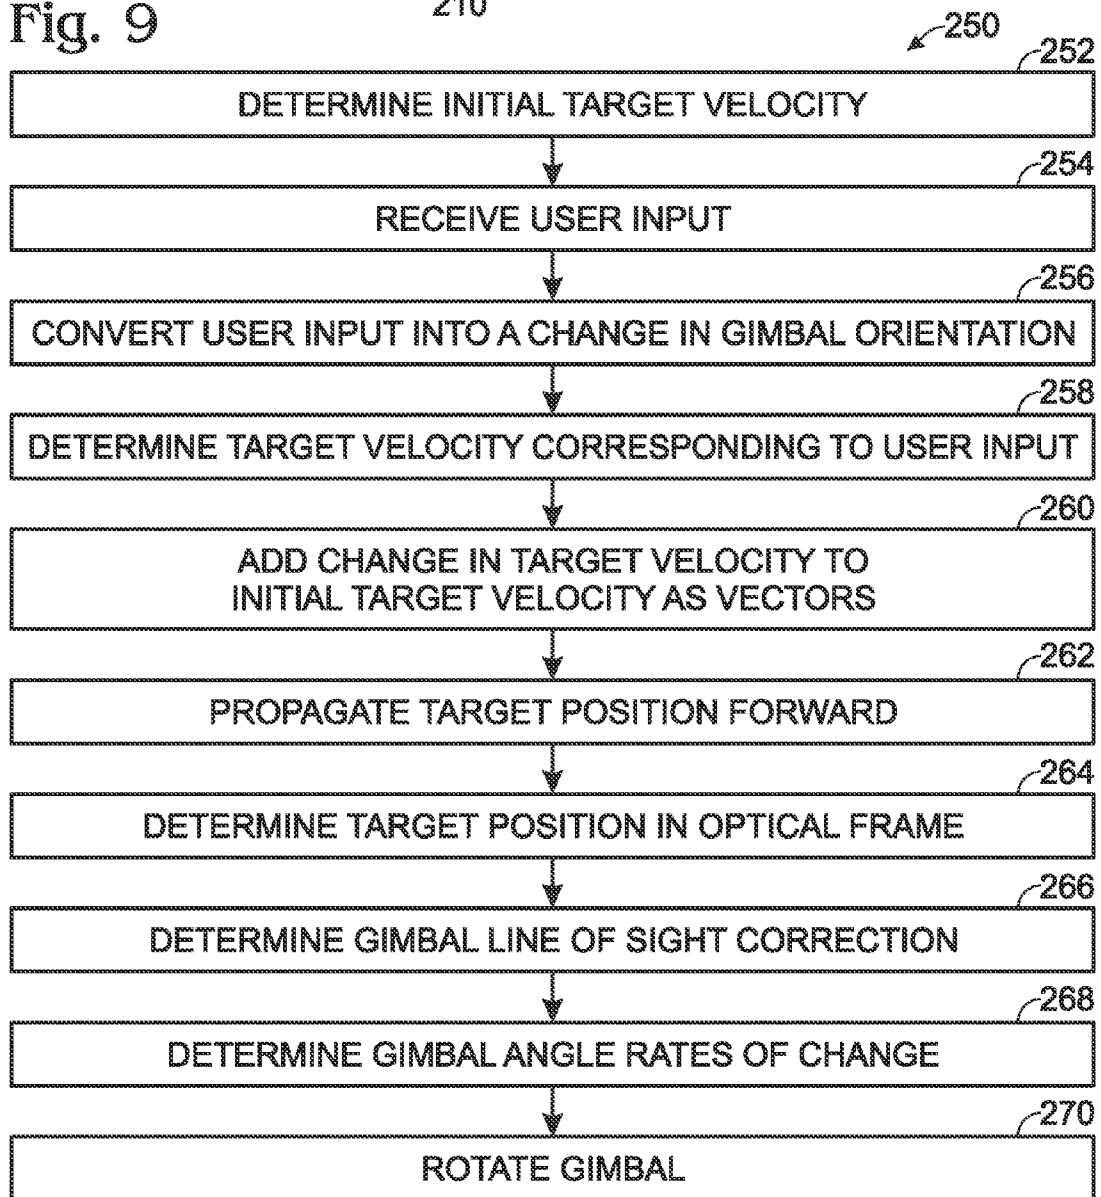 210
Fig. 9
250
252
DETERMINE INITIAL TARGET VELOCITY
254
RECEIVE USER INPUT
256
CONVERT USER INPUT INTO A CHANGE IN GIMBAL ORIENTATION
258
DETERMINE TARGET VELOCITY CORRESPONDING TO USER INPUT
260
ADD CHANGE IN TARGET VELOCITY TO
INITIAL TARGET VELOCITY AS VECTORS
262
PROPAGATE TARGET POSITION FORWARD
264
DETERMINE TARGET POSITION IN OPTICAL FRAME
266
DETERMINE GIMBAL LINE OF SIGHT CORRECTION
268
DETERMINE GIMBAL ANGLE RATES OF CHANGE
270
ROTATE GIMBAL